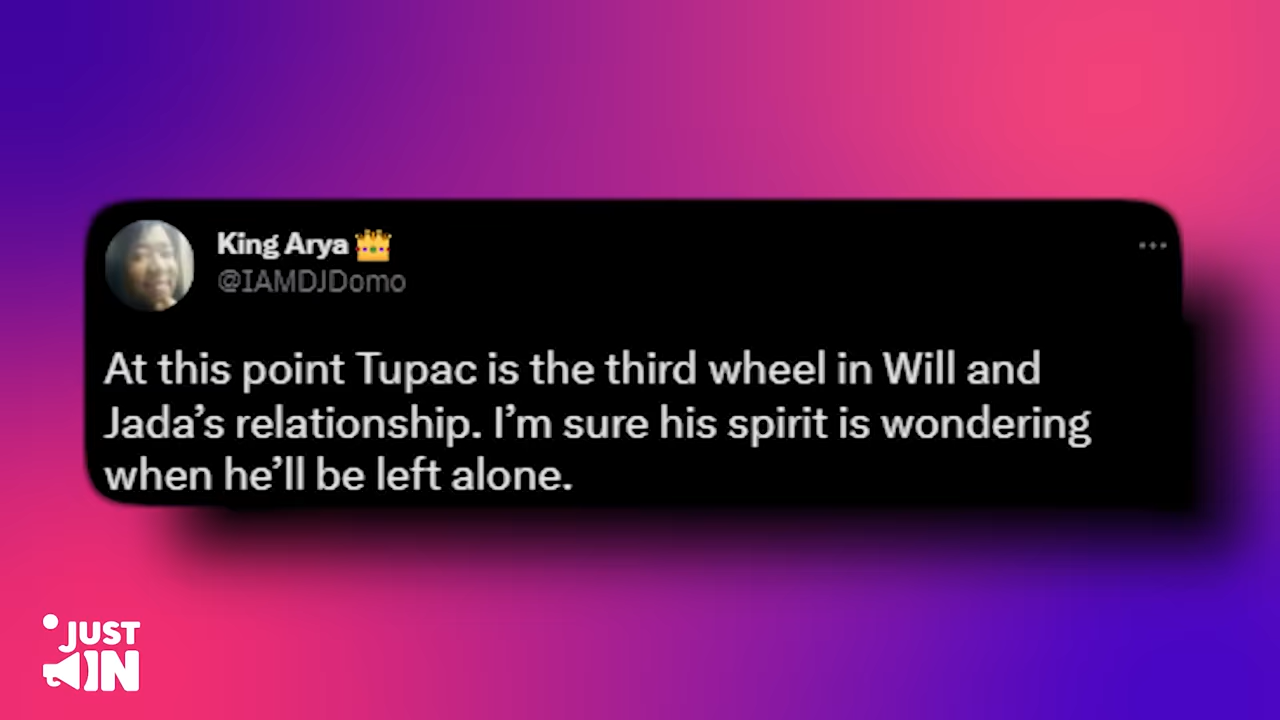 King Arya 👑
@IAMDJDomo
At this point Tupac is the third wheel in Will and
Jada’s relationship. I’m sure his spirit is wondering
when he’ll be left alone.
JUST
IN